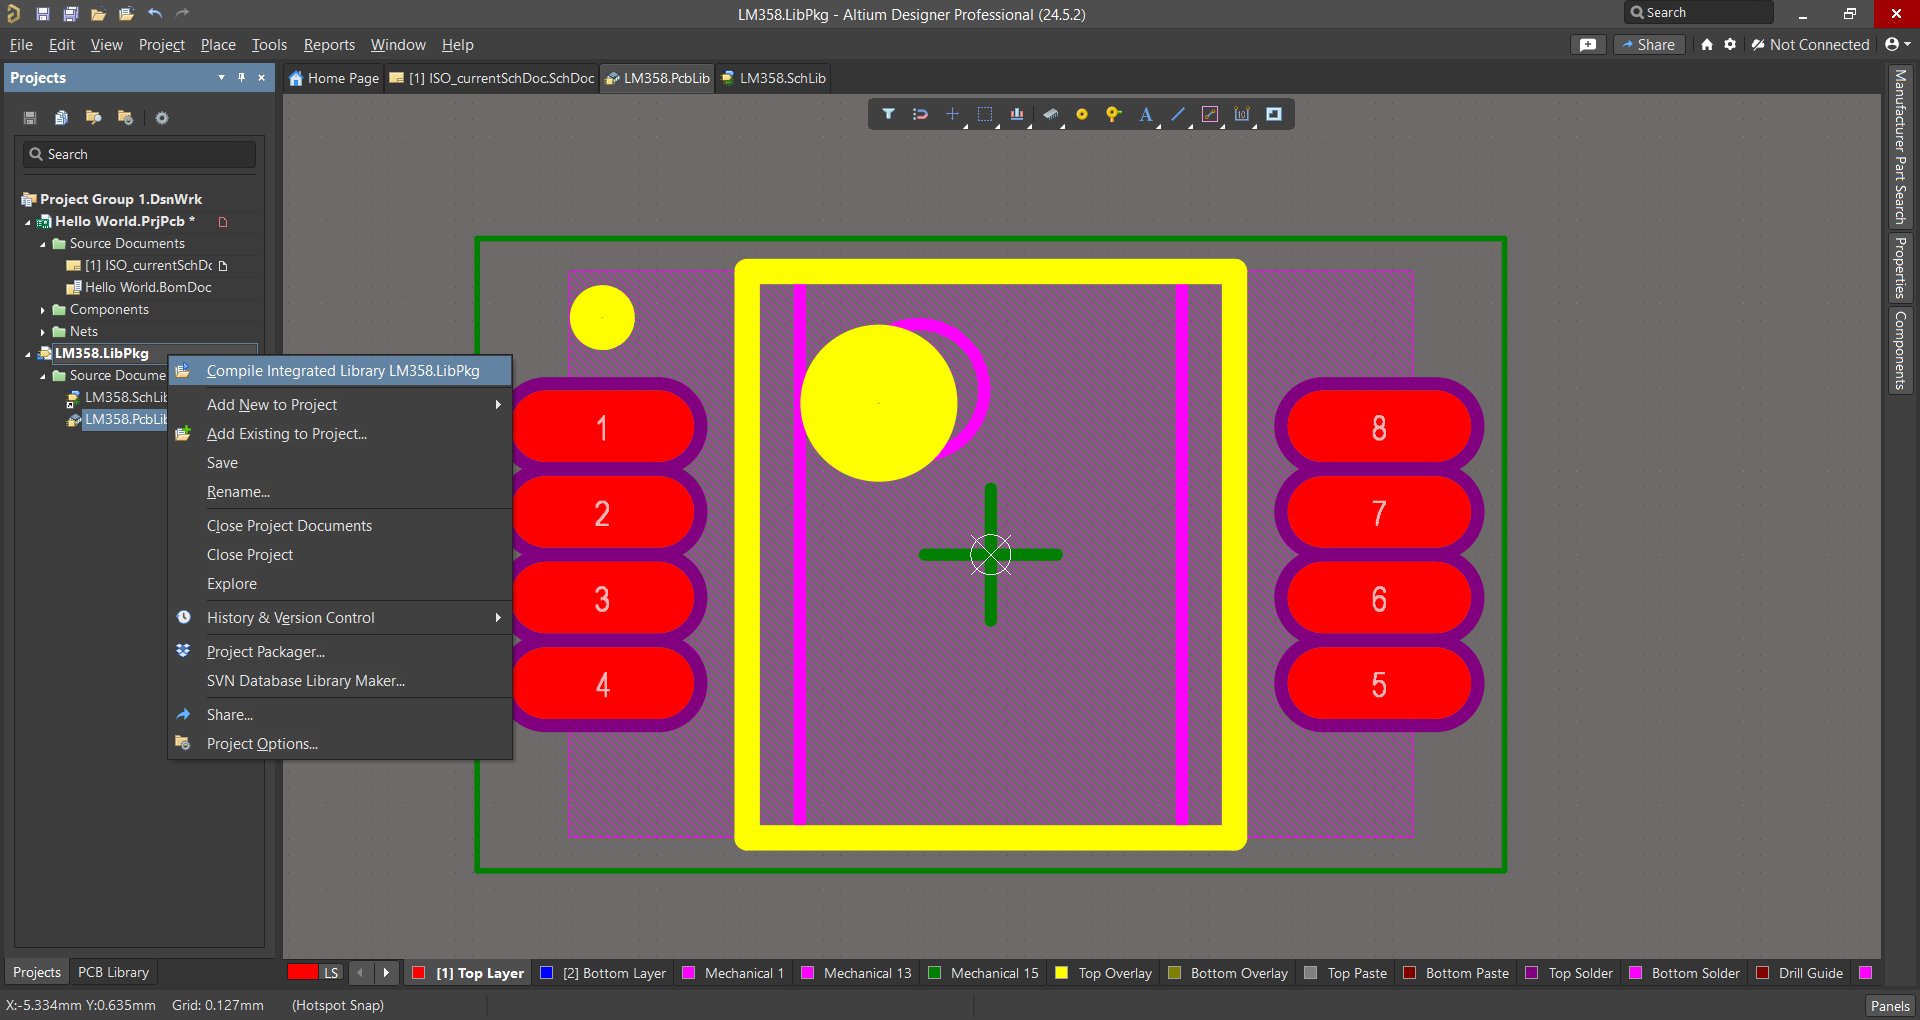 LM358.LibPkg - Altium Designer Professional (24.5.2)
Search
File Edit View Project Place Tools Reports Window Help
Share
Not Connected
Projects
Home Page
[1] ISO_currentSchDoc.SchDoc
LM358.PcbLib
LM358.SchLib
Search
Project Group 1.DsnWrk
Hello World.PrjPcb *
Source Documents
[1] ISO_currentSchDc
Hello World.BomDoc
Components
Nets
LM358.LibPkg
Source Docume
LM358.SchLib
LM358.PcbLib
Compile Integrated Library LM358.LibPkg
Add New to Project
Add Existing to Project...
Save
Rename...
Close Project Documents
Close Project
Explore
History & Version Control
Project Packager...
SVN Database Library Maker...
Share...
Project Options...
1
2
3
4
8
7
6
5
Manufacturer Part Search
Properties
Components
Projects
PCB Library
LS
[1] Top Layer
[2] Bottom Layer
Mechanical 1
Mechanical 13
Mechanical 15
Top Overlay
Bottom Overlay
Top Paste
Bottom Paste
Top Solder
Bottom Solder
Drill Guide
X:-5.334mm Y:0.635mm Grid: 0.127mm (Hotspot Snap)
Panels